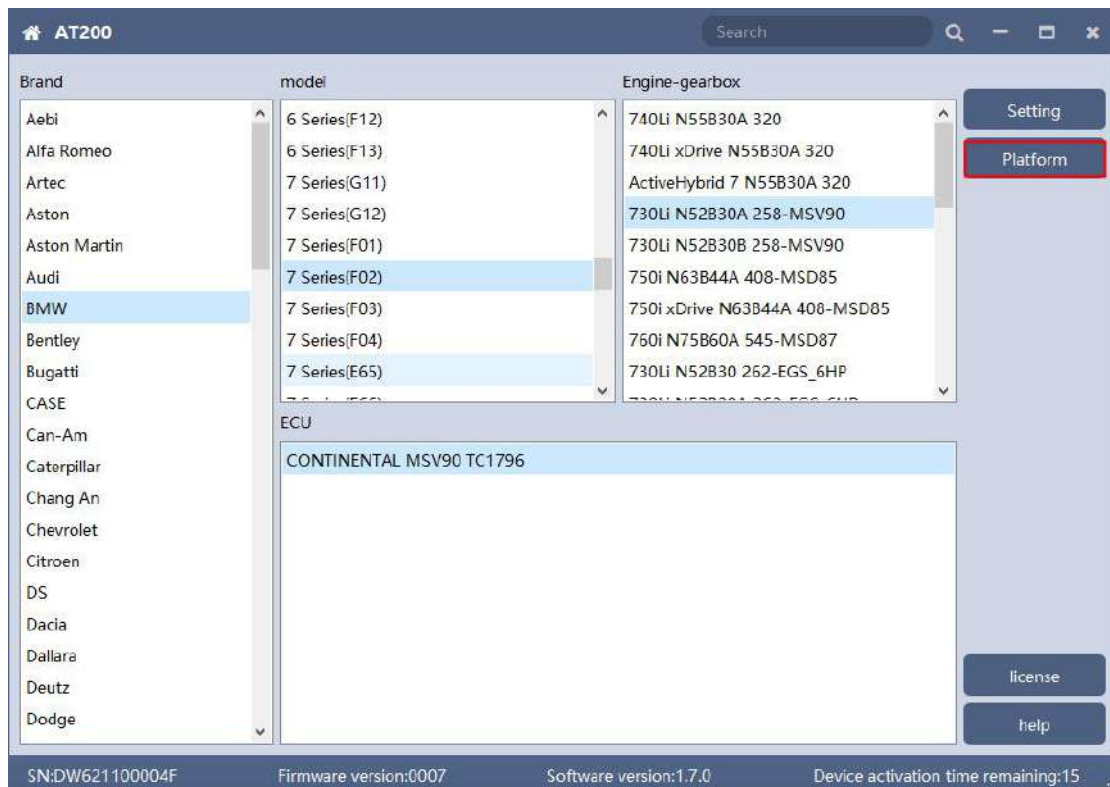 AT200
Search
Brand
Aebi
Alfa Romeo
Artec
Aston
Aston Martin
Audi
BMW
Bentley
Bugatti
CASE
Can-Am
Caterpillar
Chang An
Chevrolet
Citroen
DS
Dacia
Dallara
Deutz
Dodge
model
6 Series(F12)
6 Series(F13)
7 Series(G11)
7 Series(G12)
7 Series(F01)
7 Series(F02)
7 Series(F03)
7 Series(F04)
7 Series(E65)
Engine-gearbox
740Li N55B30A 320
740Li xDrive N55B30A 320
ActiveHybrid 7 N55B30A 320
730Li N52B30A 258-MSV90
730Li N52B30B 258-MSV90
750i N63B44A 408-MSD85
750i xDrive N63B44A 408-MSD85
760i N75B60A 545-MSD87
730Li N52B30 262-EGS_6HP
ECU
CONTINENTAL MSV90 TC1796
Setting
Platform
license
help
SN:DW621100004F Firmware version:0007 Software version:1.7.0 Device activation time remaining:15